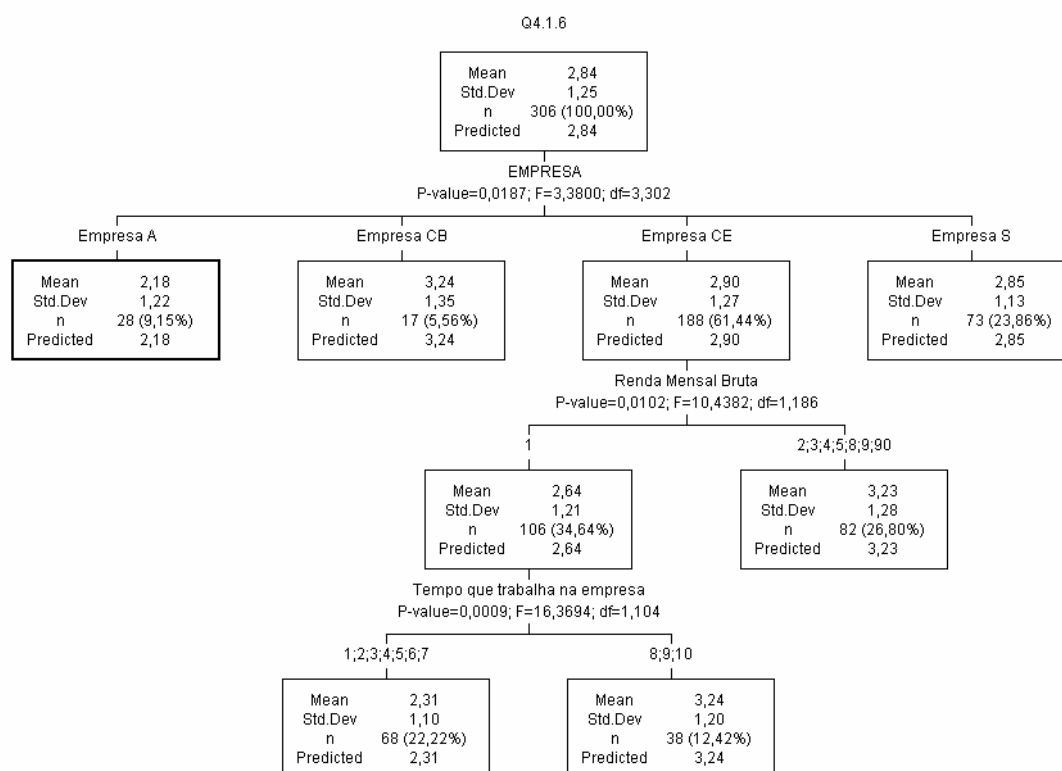 Q4.1.6
Mean 2,84
Std.Dev 1,25
n 306 (100,00%)
Predicted 2,84
EMPRESA
P-value=0,0187; F=3,3800; df=3,302
Empresa A
Mean 2,18
Std.Dev 1,22
n 28 (9,15%)
Predicted 2,18
Empresa CB
Mean 3,24
Std.Dev 1,35
n 17 (5,56%)
Predicted 3,24
Empresa CE
Mean 2,90
Std.Dev 1,27
n 188 (61,44%)
Predicted 2,90
Empresa S
Mean 2,85
Std.Dev 1,13
n 73 (23,86%)
Predicted 2,85
Renda Mensal Bruta
P-value=0,0102; F=10,4382; df=1,186
1
Mean 2,64
Std.Dev 1,21
n 106 (34,64%)
Predicted 2,64
2;3;4;5;8;9;90
Mean 3,23
Std.Dev 1,28
n 82 (26,80%)
Predicted 3,23
Tempo que trabalha na empresa
P-value=0,0009; F=16,3694; df=1,104
1;2;3;4;5;6;7
Mean 2,31
Std.Dev 1,10
n 68 (22,22%)
Predicted 2,31
8;9;10
Mean 3,24
Std.Dev 1,20
n 38 (12,42%)
Predicted 3,24